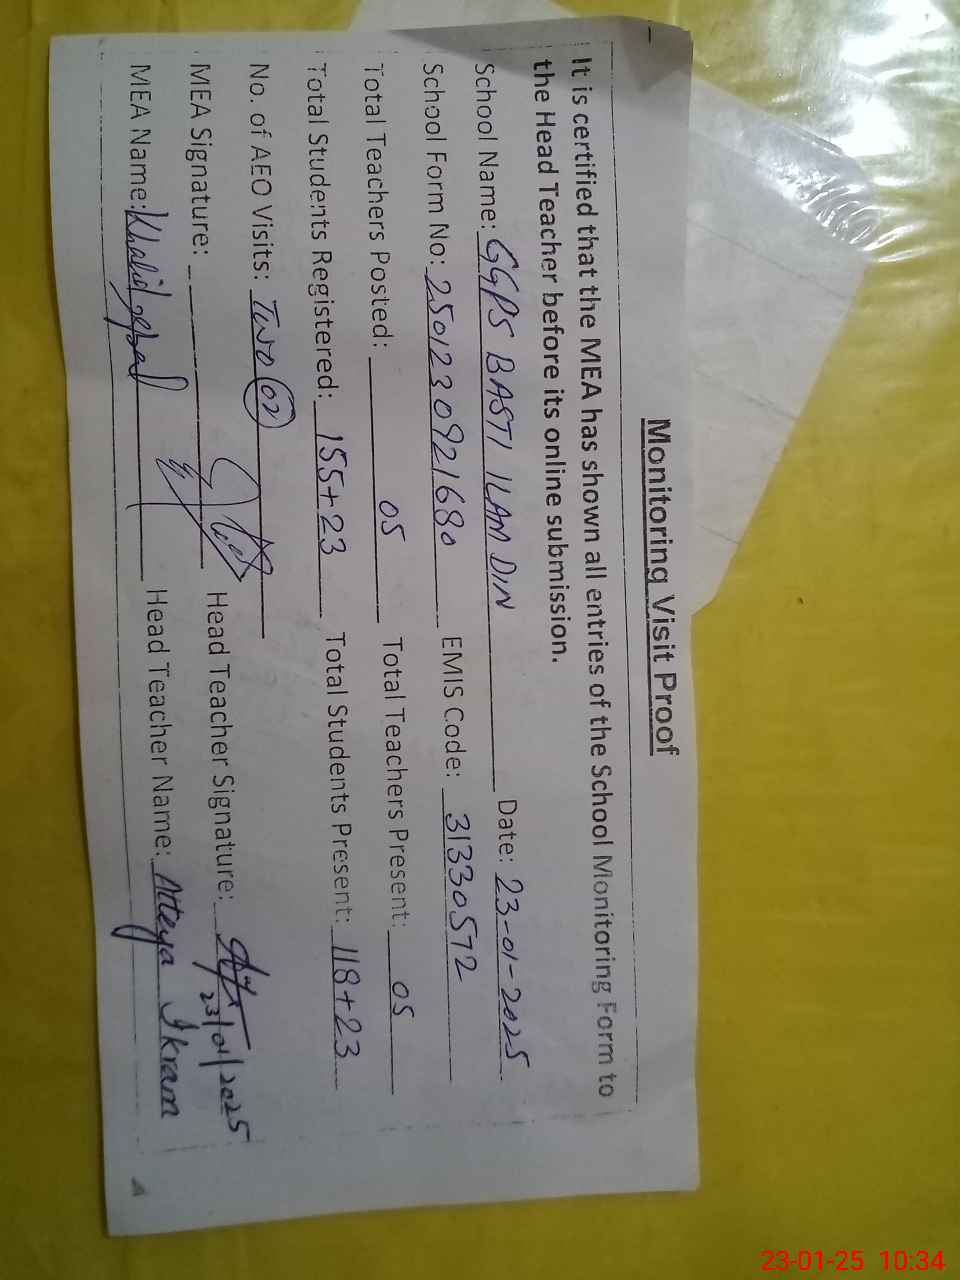 Monitoring Visit Proof
It is certified that the MEA has shown all entries of the School Monitoring Form to
the Head Teacher before its online submission.
School Name: GGPS BASTI ILAM DIN Date: 23-01-2025
School Form No: 2501230921680 EMIS Code: 31330572
Total Teachers Posted: 05 Total Teachers Present: 05
Total Students Registered: 155+23 Total Students Present: 118+23
No. of AEO Visits: Two 02
MEA Signature: Head Teacher Signature: 23/01/2025
MEA Name: Khalid Head Teacher Name: Atteya Ikram
23-01-25 10:34